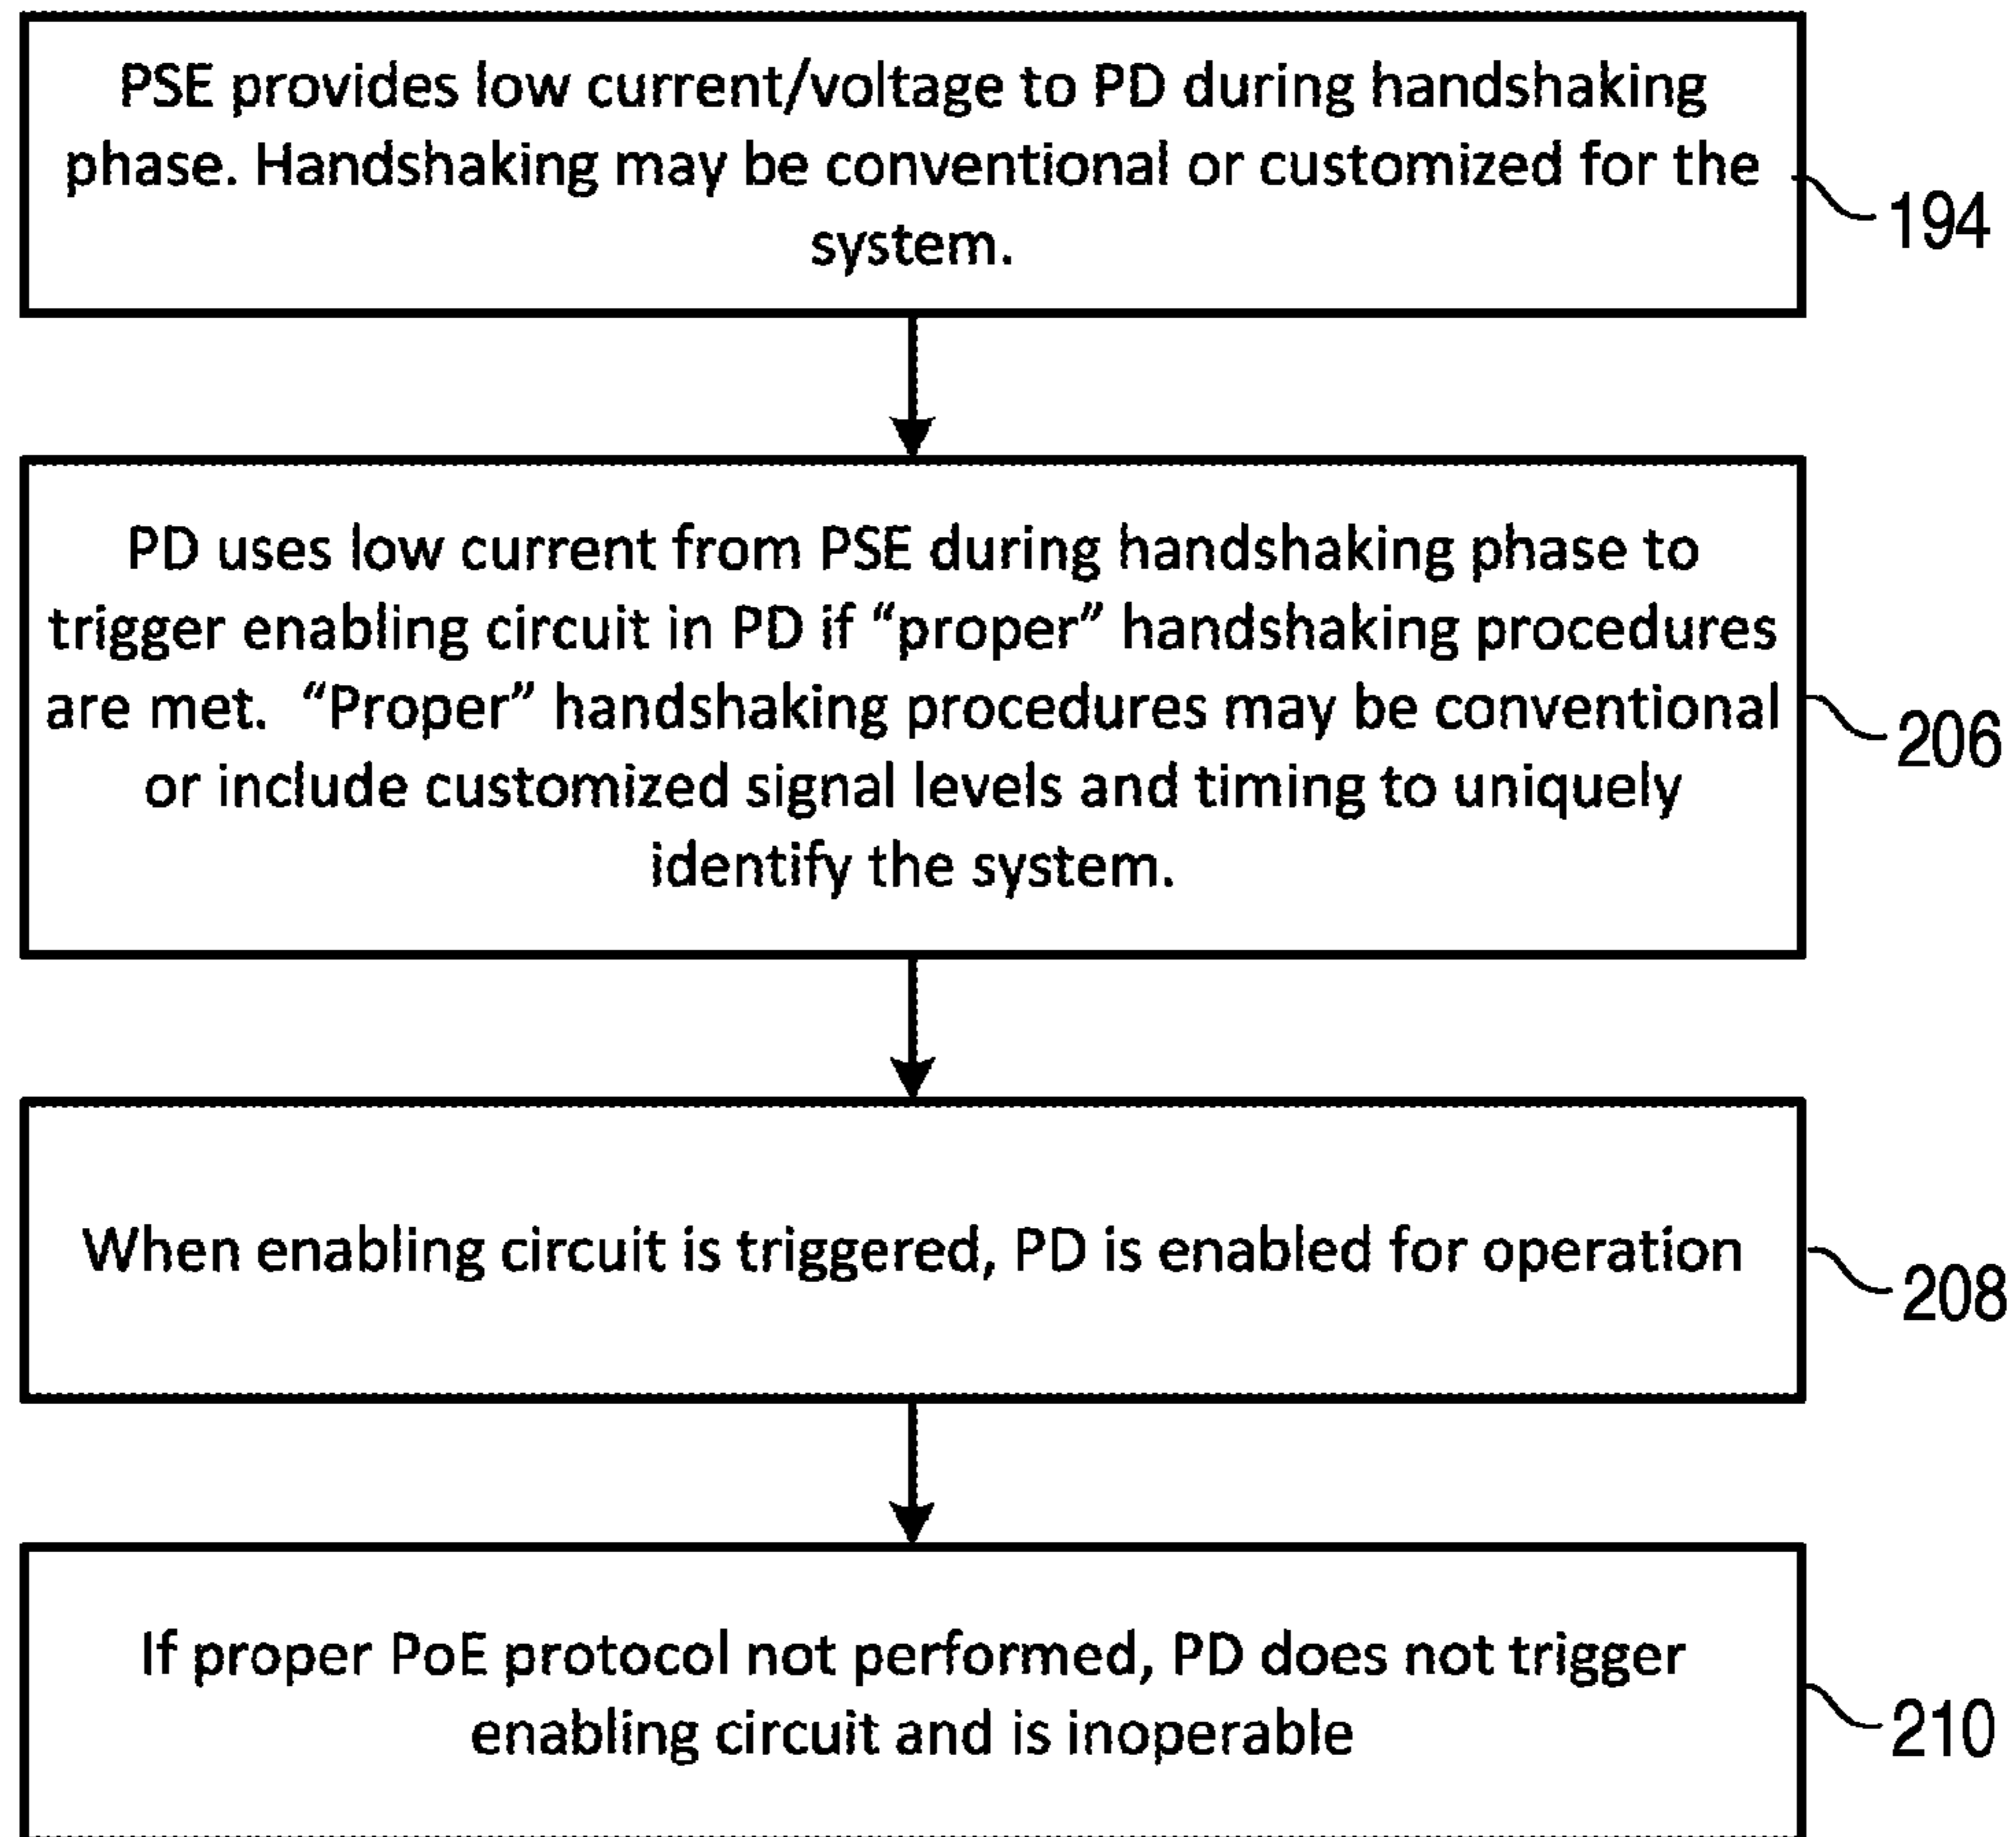 PSE provides low current/voltage to PD during handshaking
phase. Handshaking may be conventional or customized for the
system.
194
PD uses low current from PSE during handshaking phase to
trigger enabling circuit in PD if “proper” handshaking procedures
are met.  “Proper” handshaking procedures may be conventional
or include customized signal levels and timing to uniquely
identify the system.
206
When enabling circuit is triggered, PD is enabled for operation
208
If proper PoE protocol not performed, PD does not trigger
enabling circuit and is inoperable
210